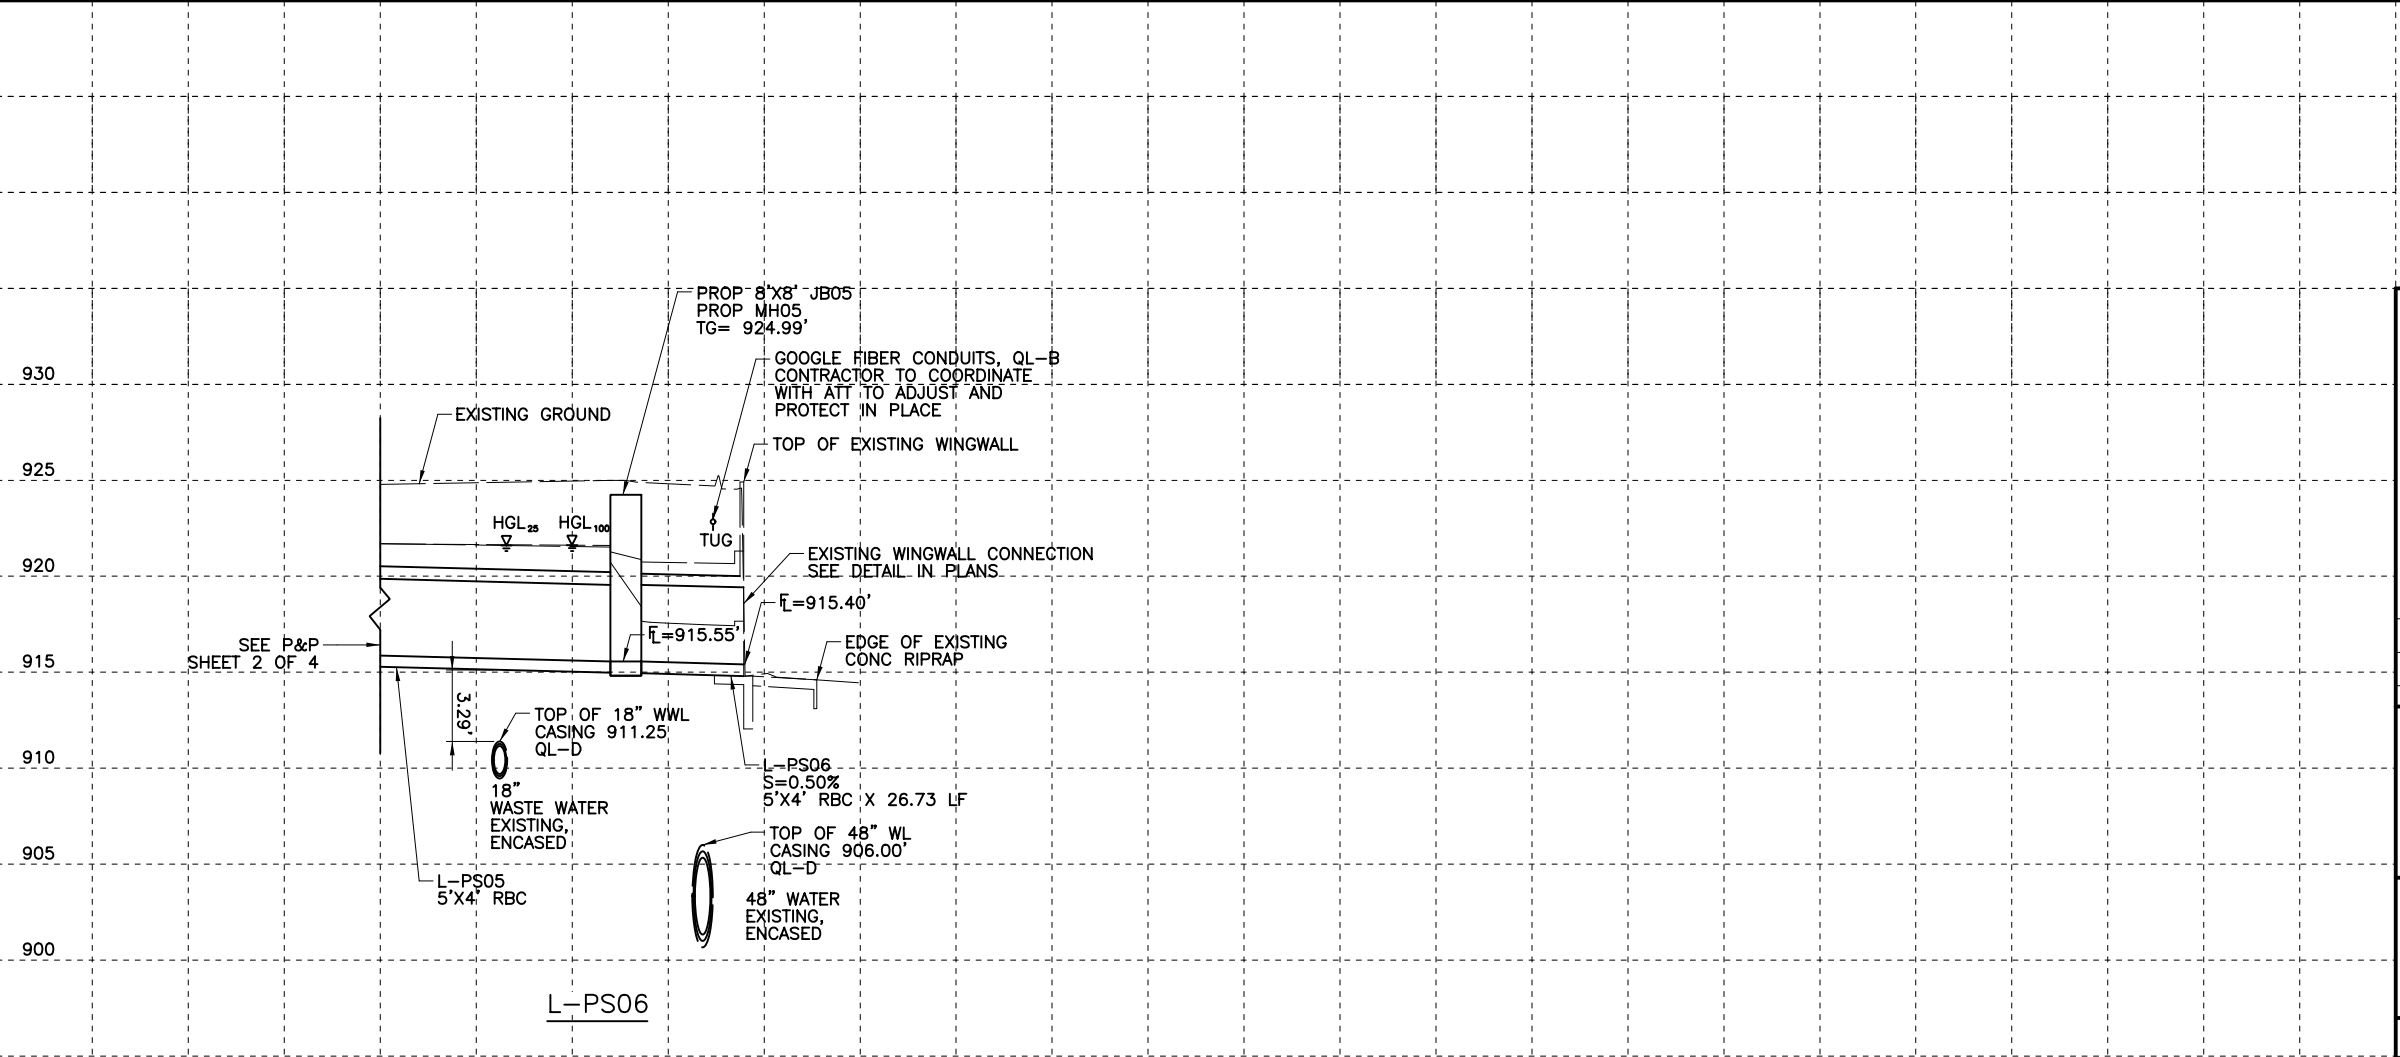 PROP 8'X8' JB05
PROP MH05
TG= 924.99'
GOOGLE FIBER CONDUITS, QL-B
CONTRACTOR TO COORDINATE
WITH ATT TO ADJUST AND
PROTECT IN PLACE
930
EXISTING GROUND
TOP OF EXISTING WINGWALL
925
HGL25
HGL100
TUG
EXISTING WINGWALL CONNECTION
SEE DETAIL IN PLANS
920
FL=915.40'
FL=915.55'
SEE P&P
SHEET 2 OF 4
EDGE OF EXISTING
CONC RIPRAP
915
3.29'
TOP OF 18" WWL
CASING 911.25
QL-D
910
L-PS06
S=0.50%
5'X4' RBC X 26.73 LF
18"
WASTE WATER
EXISTING,
ENCASED
TOP OF 48" WL
CASING 906.00'
QL-D
905
L-PS05
5'X4' RBC
48" WATER
EXISTING,
ENCASED
900
L-PS06